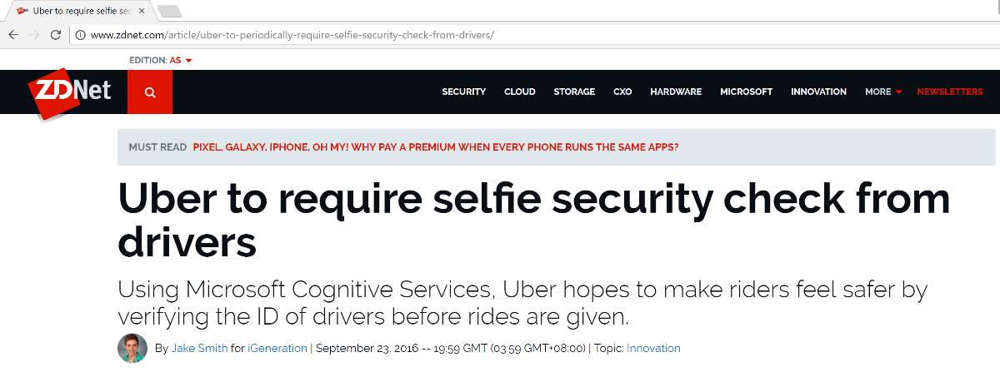 Uber to require selfie sec
www.zdnet.com/article/uber-to-periodically-require-selfie-security-check-from-drivers/
EDITION: AS
ZDNet
SECURITY CLOUD STORAGE CXO HARDWARE MICROSOFT INNOVATION MORE NEWSLETTERS
MUST READ PIXEL, GALAXY, IPHONE, OH MY! WHY PAY A PREMIUM WHEN EVERY PHONE RUNS THE SAME APPS?
Uber to require selfie security check from
drivers
Using Microsoft Cognitive Services, Uber hopes to make riders feel safer by
verifying the ID of drivers before rides are given.
By Jake Smith for iGeneration | September 23, 2016 -- 19:59 GMT (03:59 GMT+08:00) | Topic: Innovation